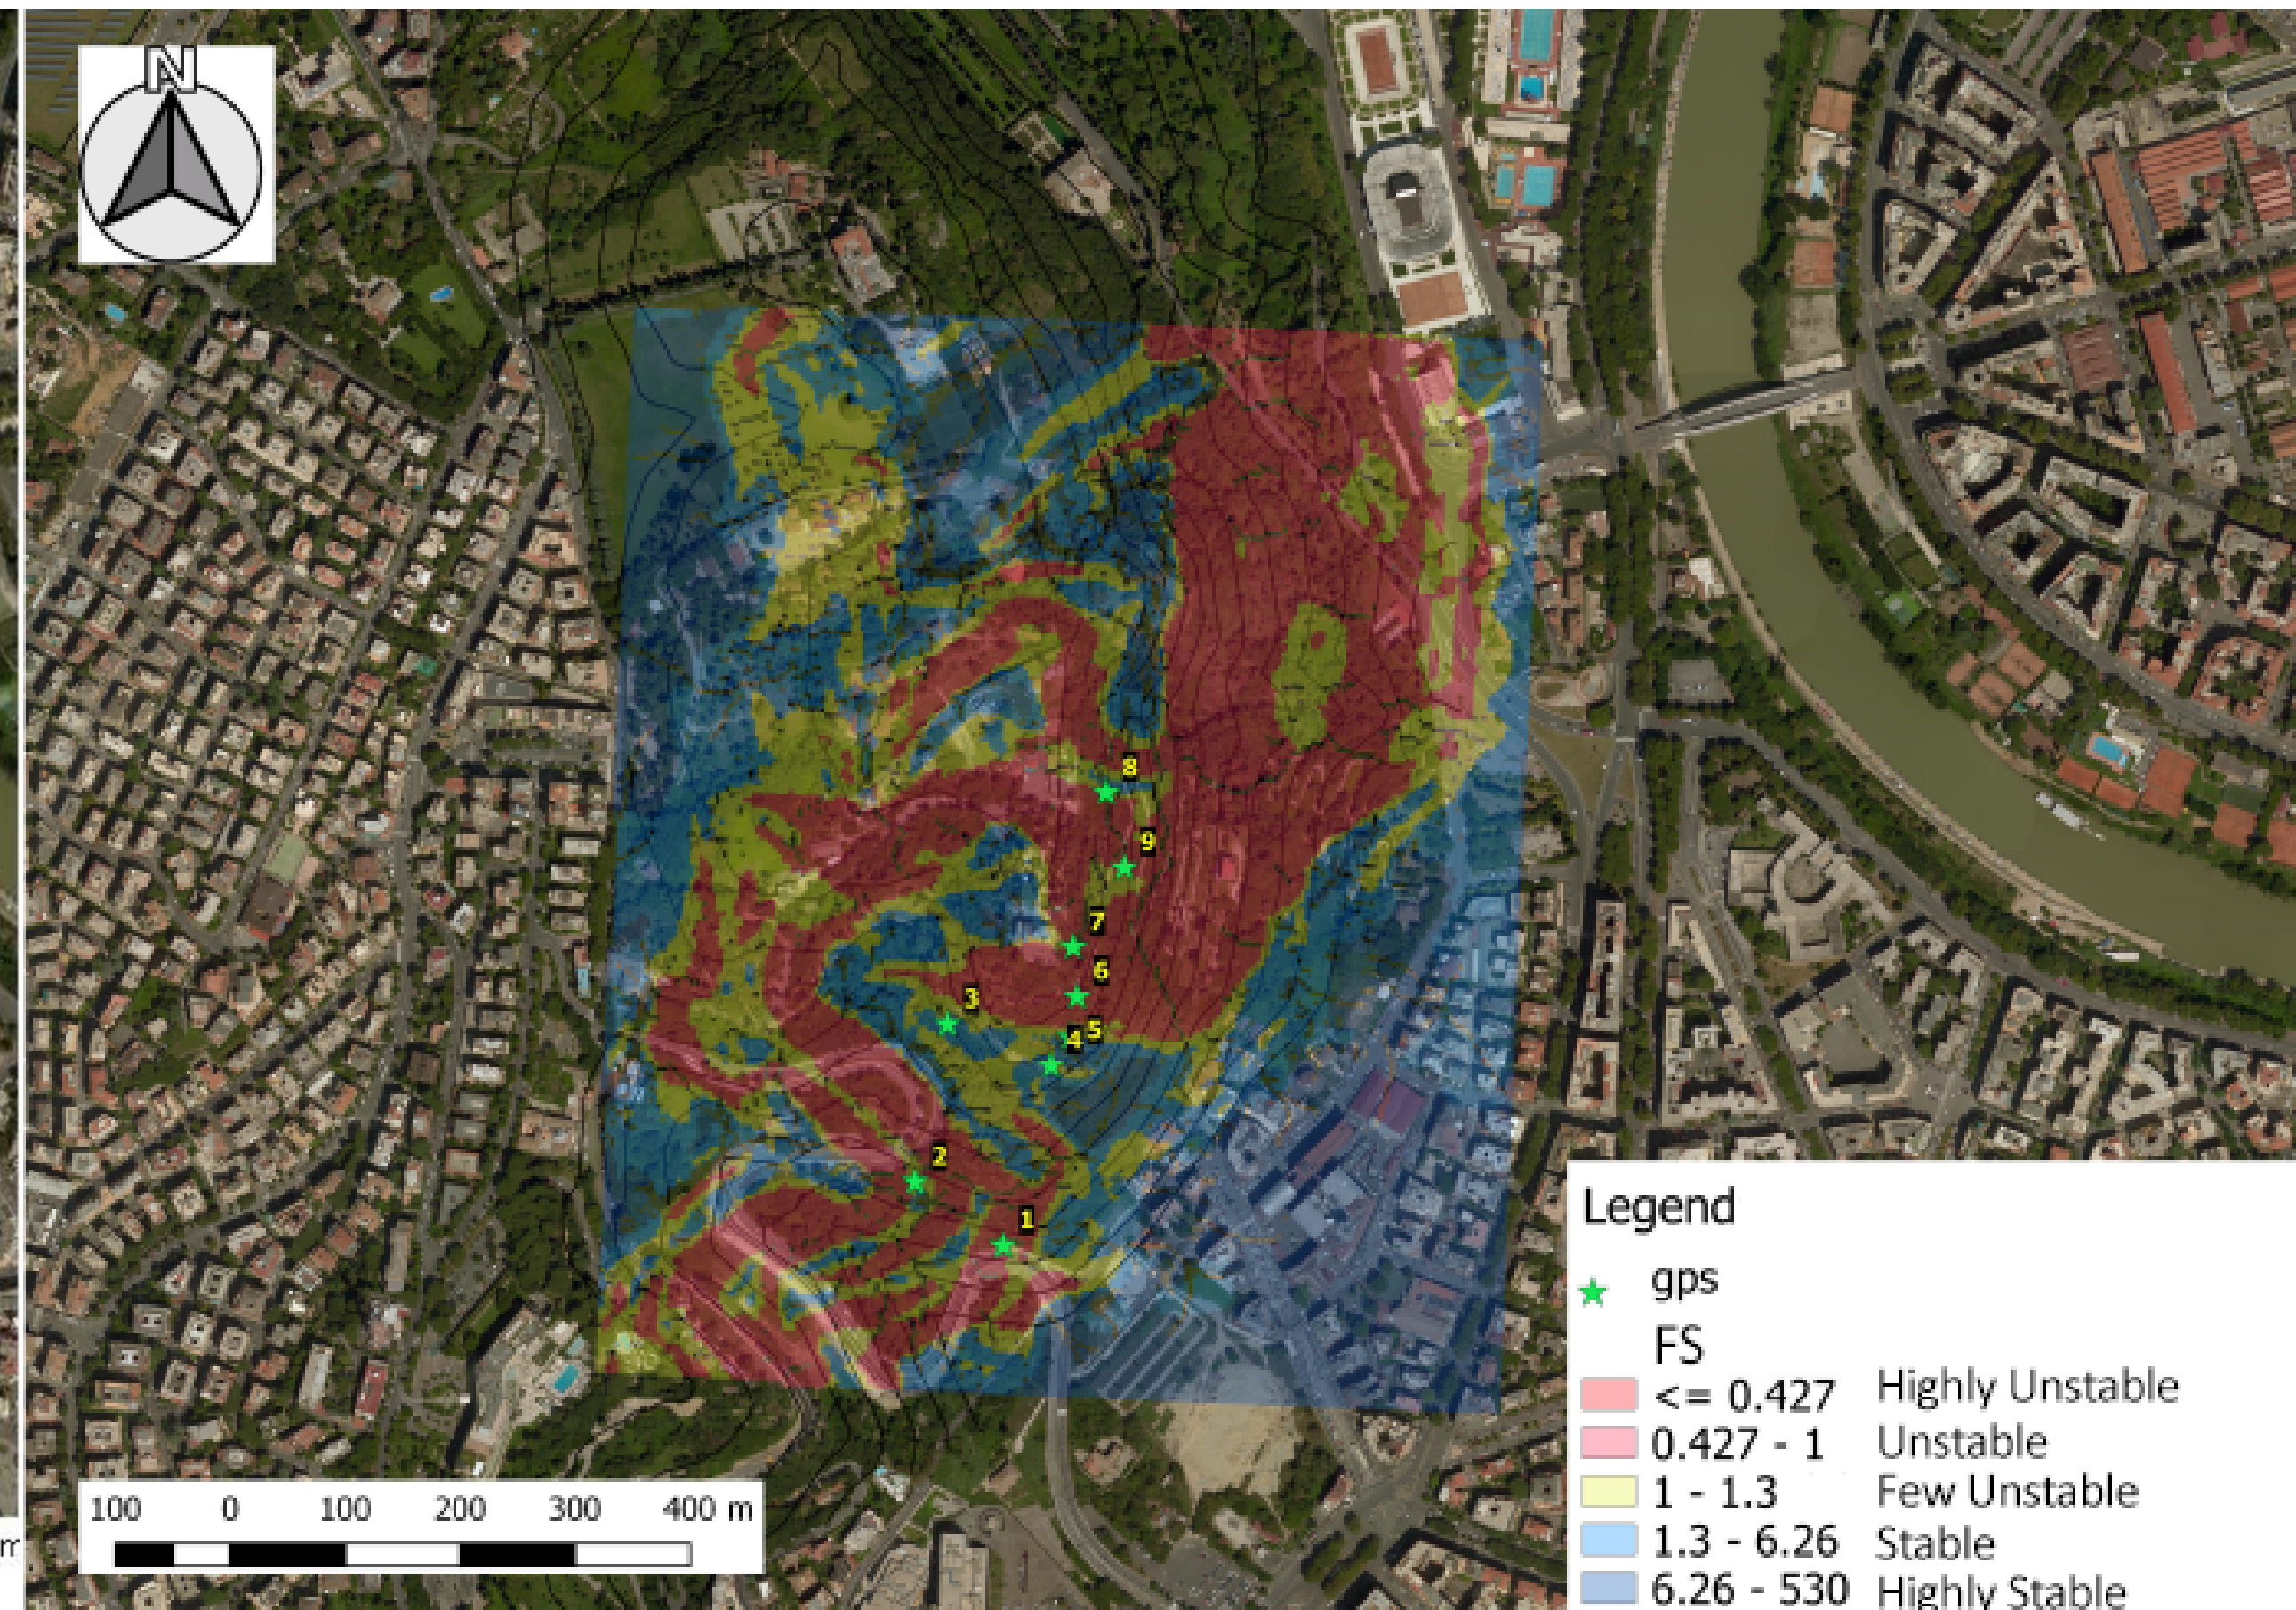 N
8
9
7
6
3
5
4
2
1
Legend
gps
FS
<= 0.427 Highly Unstable
0.427 - 1 Unstable
1 - 1.3 Few Unstable
1.3 - 6.26 Stable
6.26 - 530 Highly Stable
100 0 100 200 300 400 m
m